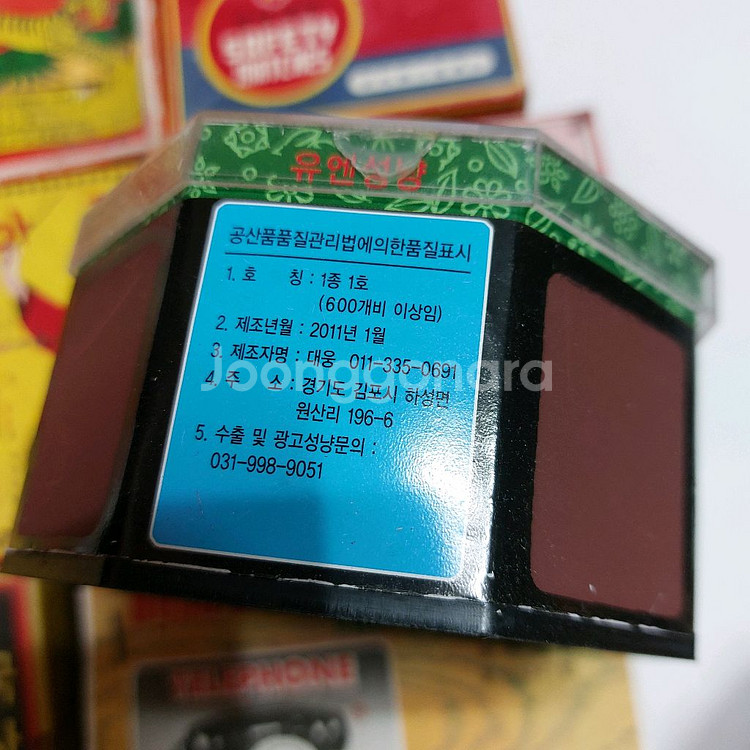 SAFETY
MATCHES
유엔성냥
공산품품질관리법에의한품질표시
1. 호 칭 : 1종 1호
(600개비 이상임)
2. 제조년월 : 2011년 1월
3. 제조자명 : 대웅 011-335-0691
Joonggonara
4. 주 소 : 경기도 김포시 하성면
원산리 196-6
5. 수출 및 광고성냥문의 :
031-998-9051
TELEPHONE